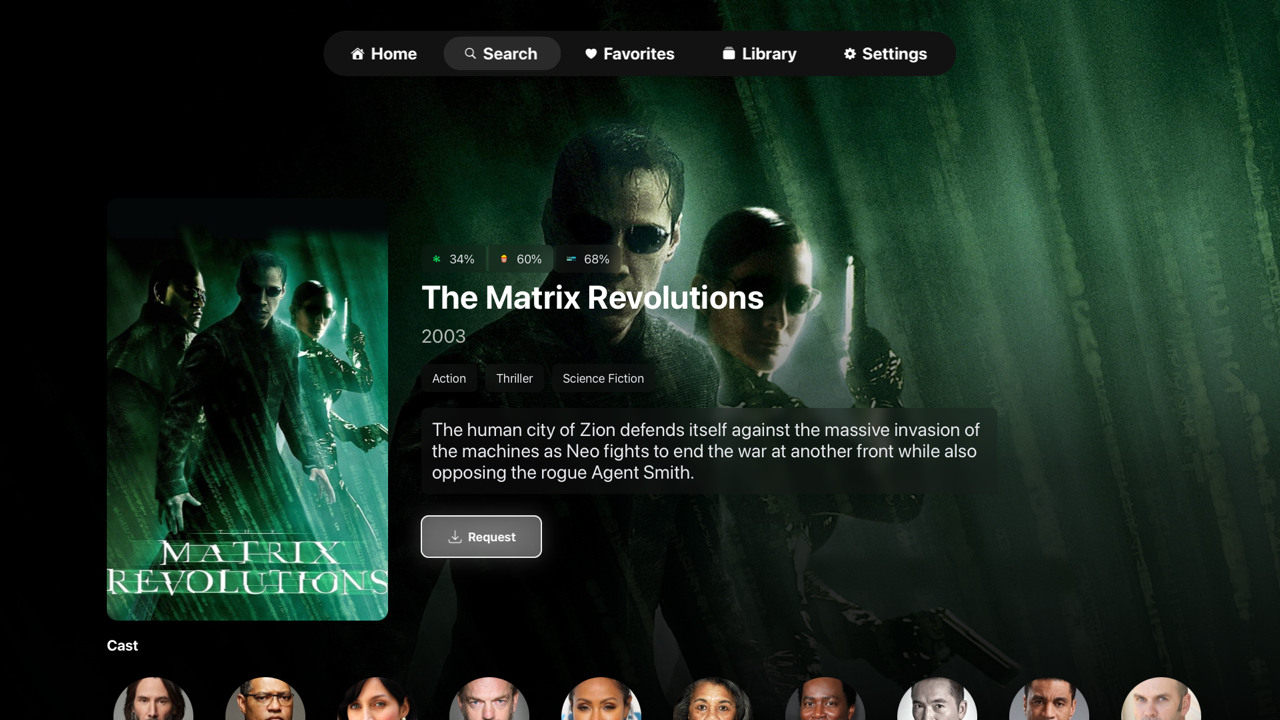 Home
Search
Favorites
Library
Settings
34%
60%
68%
The Matrix Revolutions
2003
Action
Thriller
Science Fiction
The human city of Zion defends itself against the massive invasion of
the machines as Neo fights to end the war at another front while also
opposing the rogue Agent Smith.
Request
THE
MATRIX
REVOLUTIONS
Cast